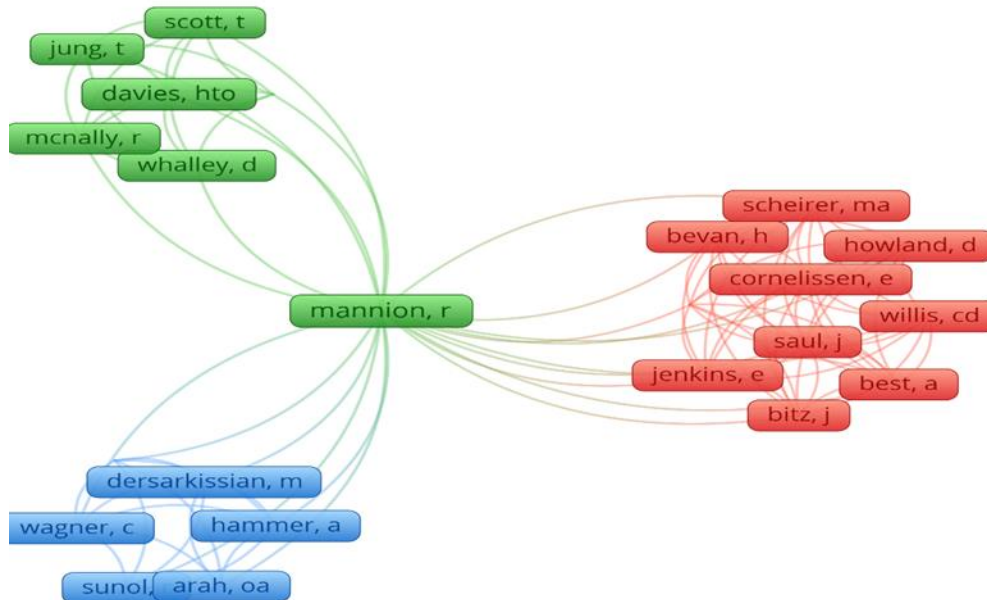 scott, t
jung, t
davies, hto
mcnally, r
whalley, d
scheirer, ma
bevan, h
howland, d
cornelissen, e
mannion, r
willis, cd
saul, j
jenkins, e
best, a
bitz, j
dersarkissian, m
wagner, c
hammer, a
sunol,
arah, oa